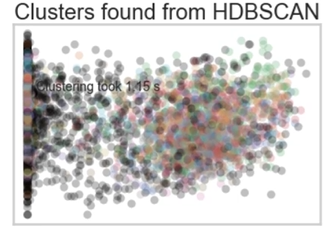 Clusters found from HDBSCAN
Clustering took 1.15 s